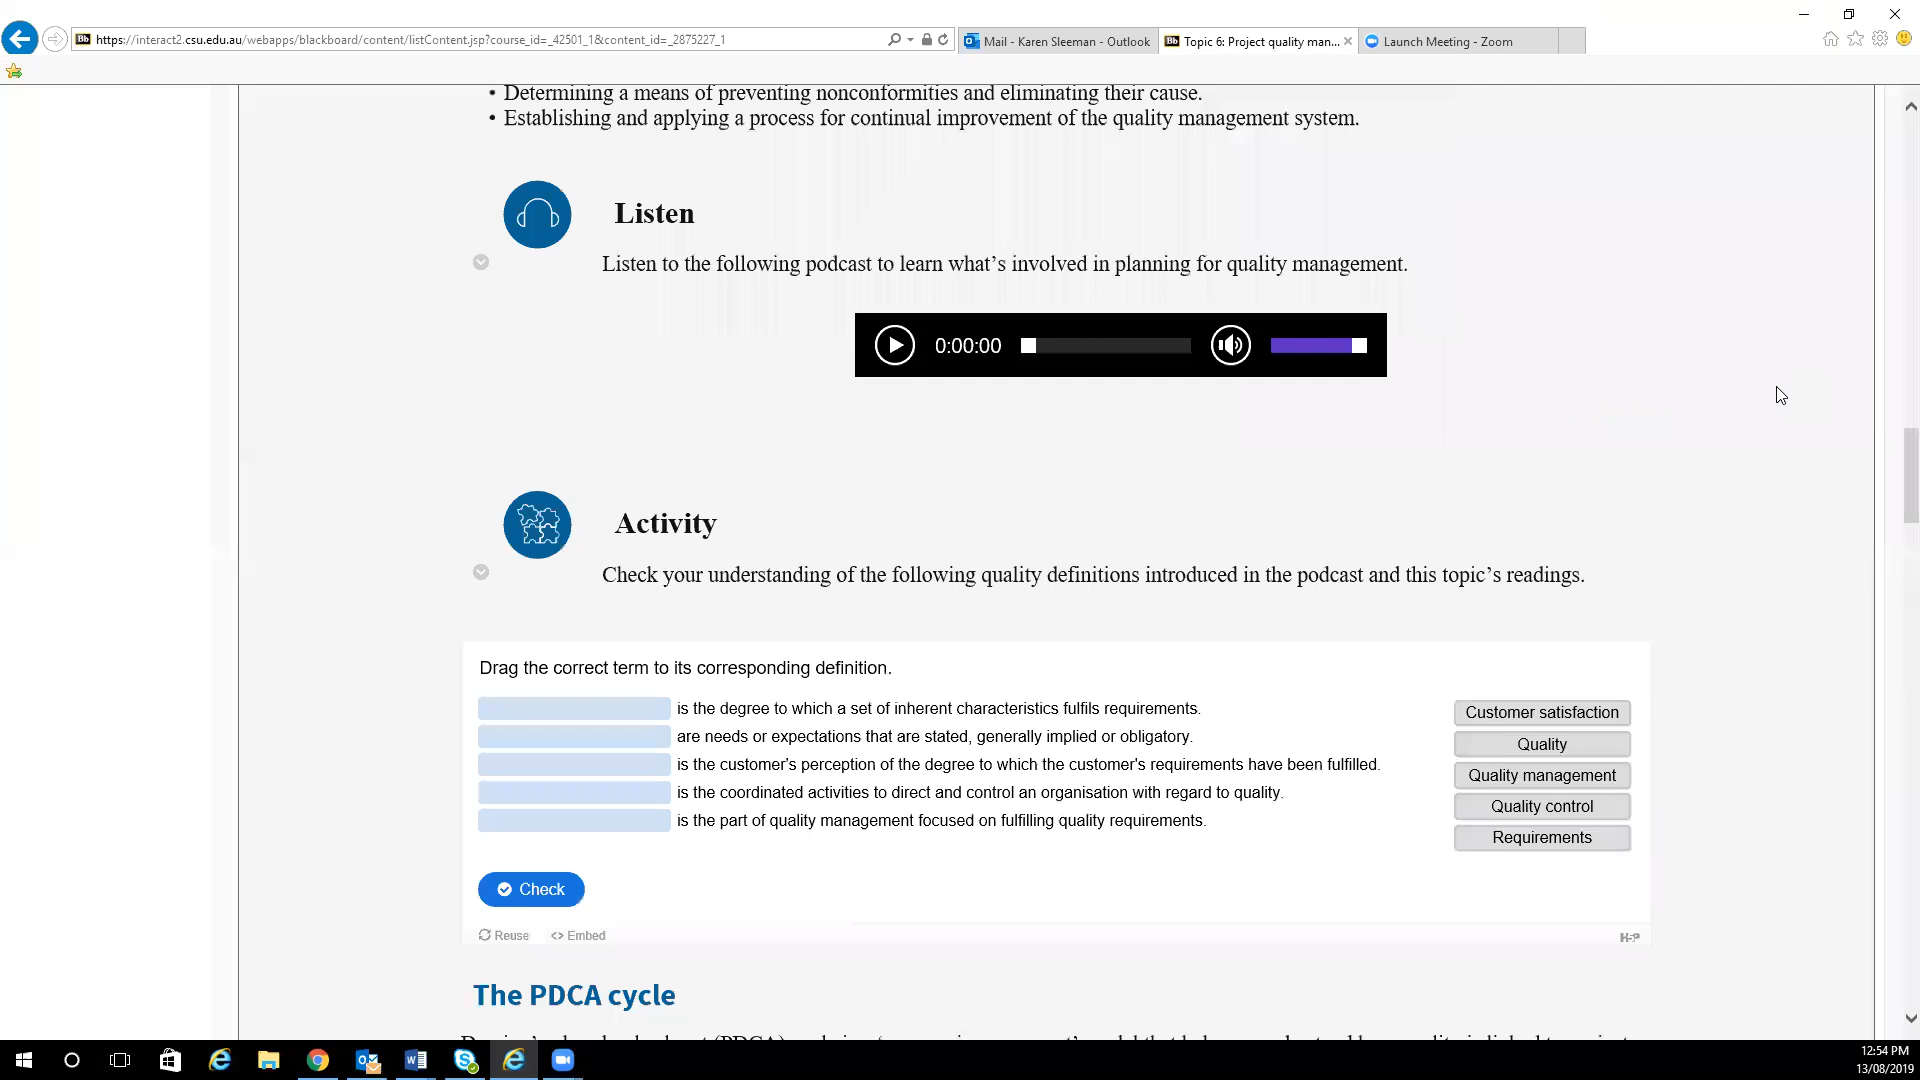 https://interact2.csu.edu.au/webapps/blackboard/content/listContent.jsp?course_id=_42501_1&content_id=_2875227_1
Mail - Karen Sleeman - Outlook
Topic 6: Project quality man...
Launch Meeting - Zoom
• Determining a means of preventing nonconformities and eliminating their cause.
• Establishing and applying a process for continual improvement of the quality management system.
Listen
Listen to the following podcast to learn what’s involved in planning for quality management.
0:00:00
Activity
Check your understanding of the following quality definitions introduced in the podcast and this topic’s readings.
Drag the correct term to its corresponding definition.
is the degree to which a set of inherent characteristics fulfils requirements.
are needs or expectations that are stated, generally implied or obligatory.
is the customer's perception of the degree to which the customer's requirements have been fulfilled.
is the coordinated activities to direct and control an organisation with regard to quality.
is the part of quality management focused on fulfilling quality requirements.
Customer satisfaction
Quality
Quality management
Quality control
Requirements
Check
Reuse
Embed
H5P
The PDCA cycle
12:54 PM
13/08/2019